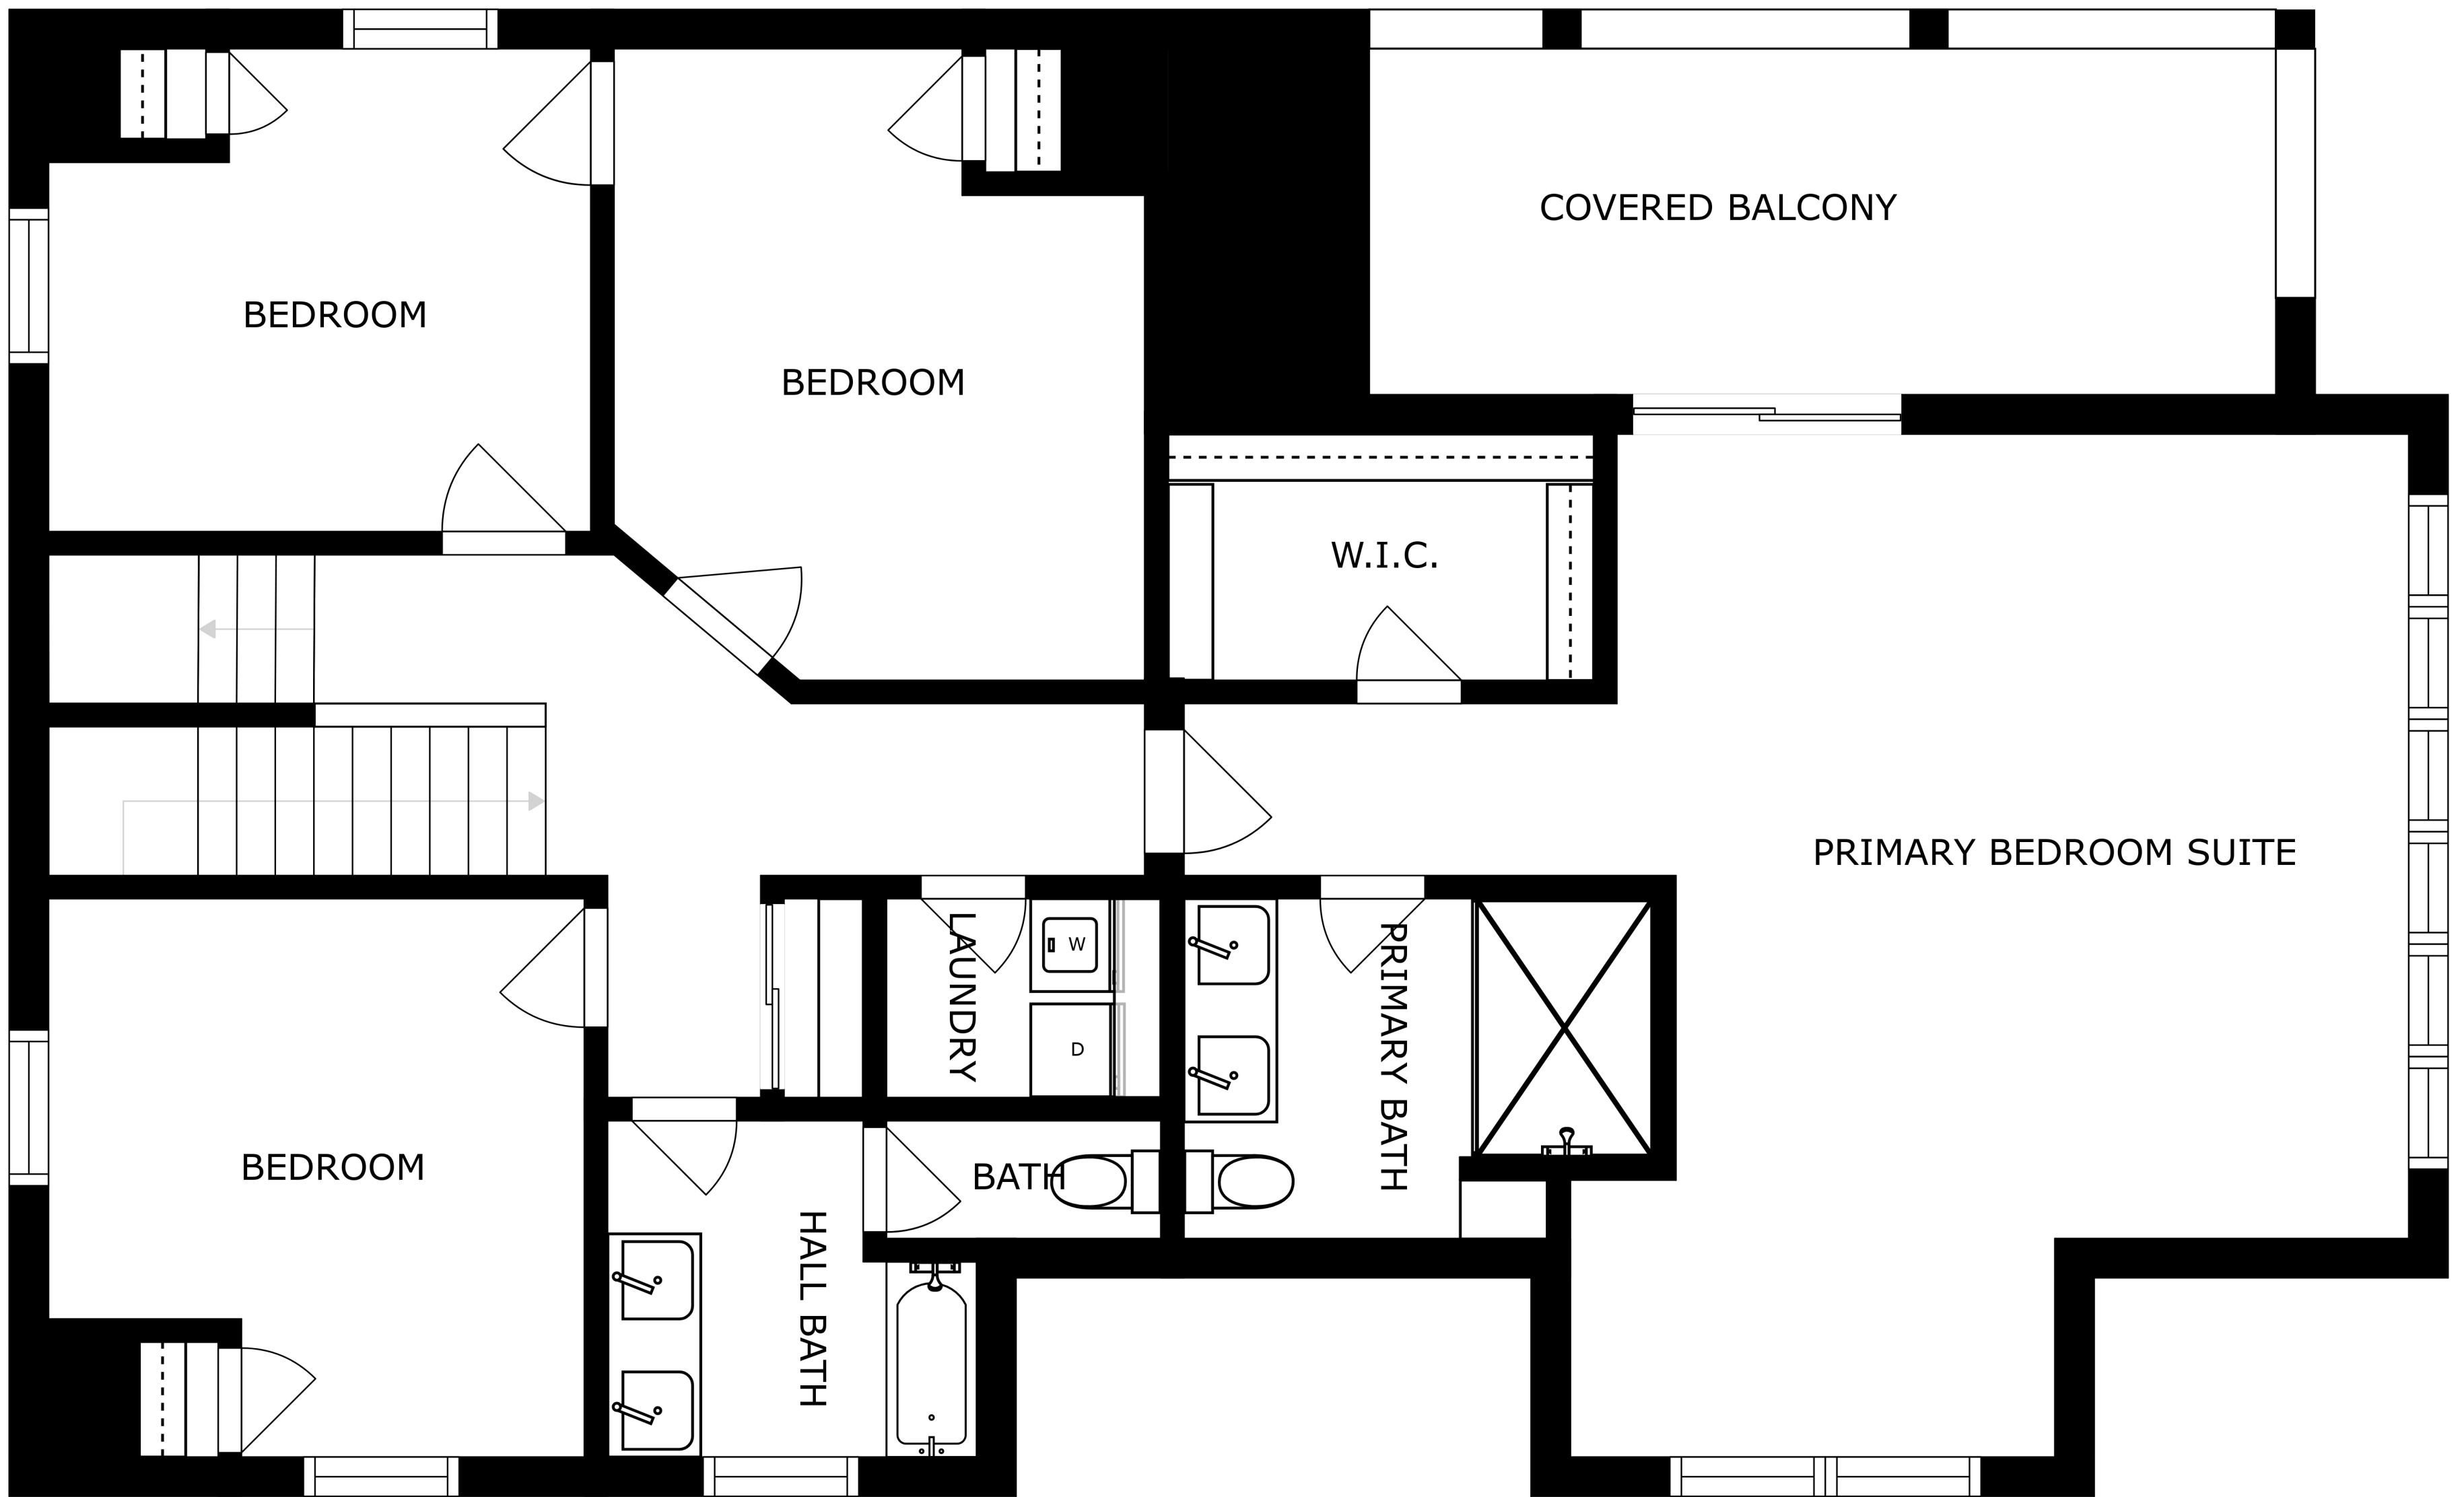 COVERED BALCONY
BEDROOM
BEDROOM
W.I.C.
PRIMARY BEDROOM SUITE
LAUNDRY
W
D
PRIMARY BATH
BEDROOM
BATH
HALL BATH